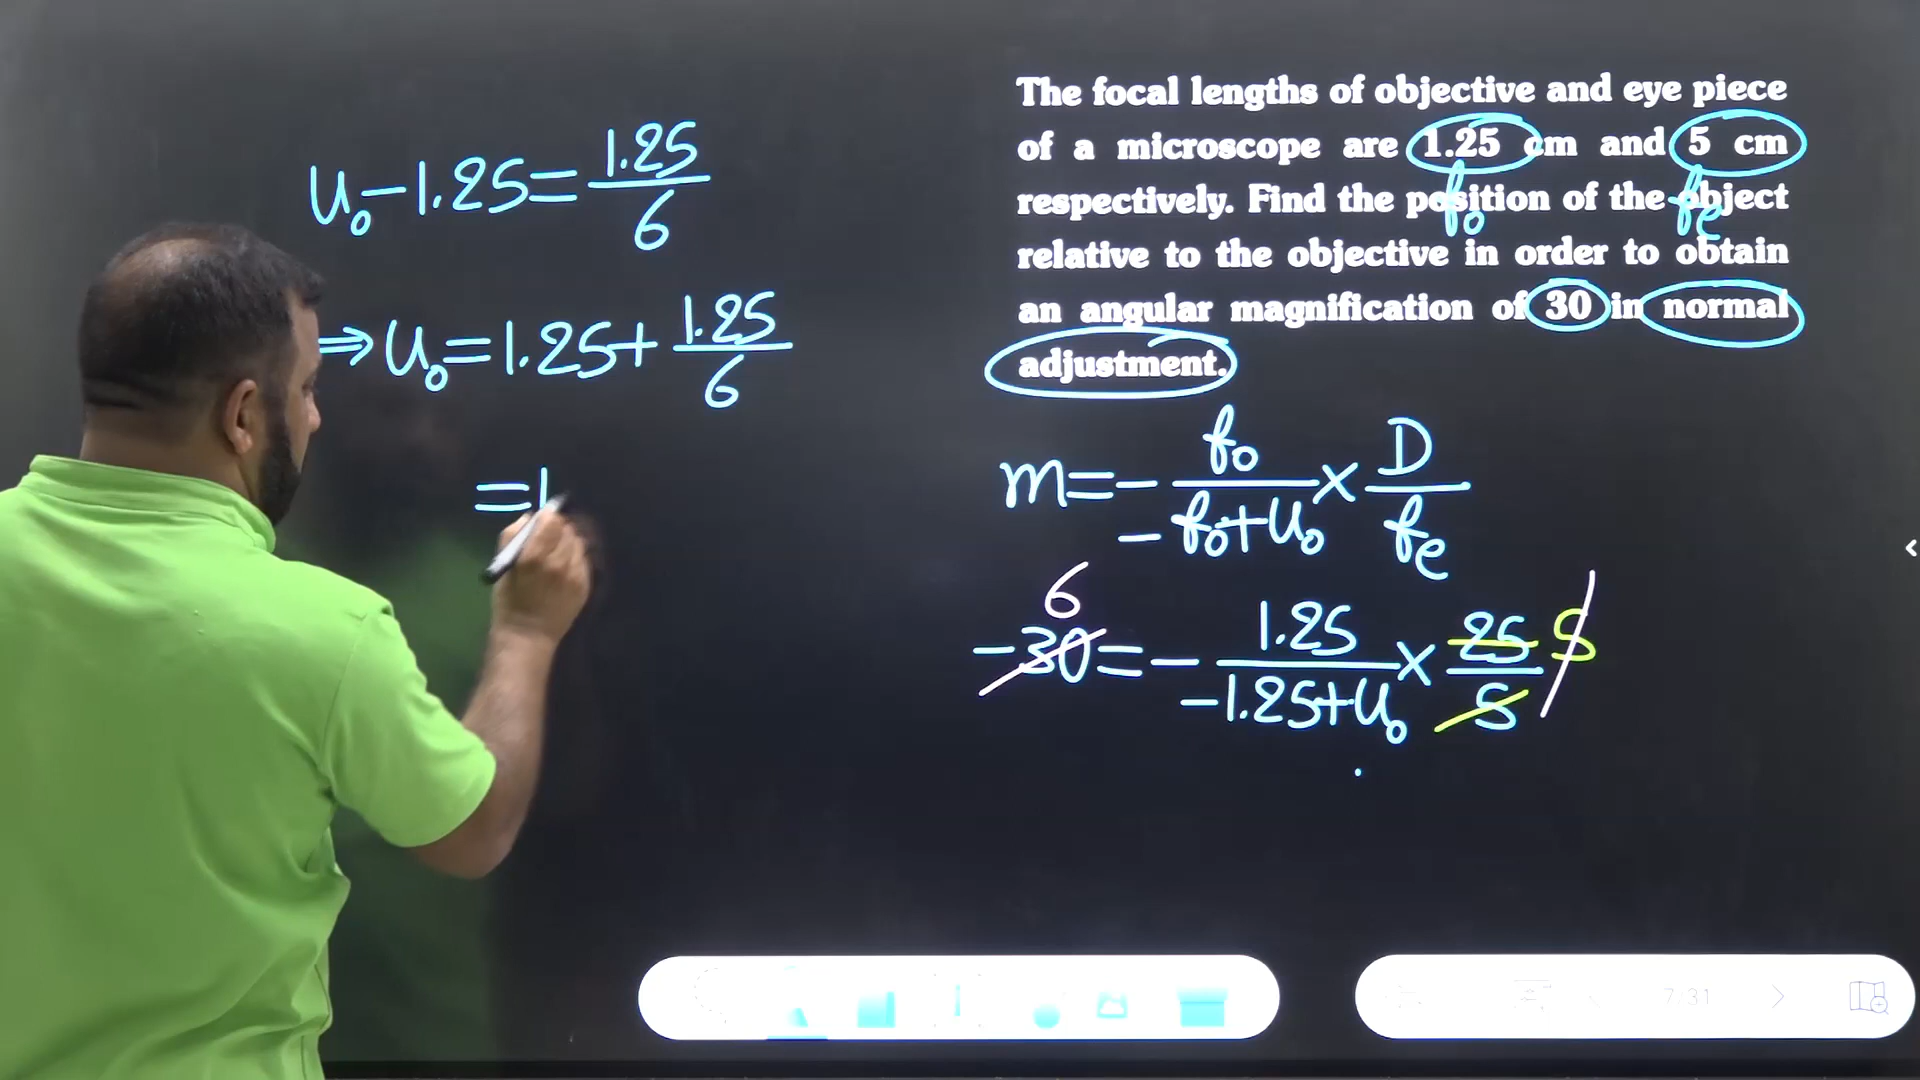 U₀ - 1.25 = 1.25/6
⇒ U₀ = 1.25 + 1.25/6
= 1
The focal lengths of objective and eye piece
of a microscope are 1.25 cm and 5 cm
respectively. Find the position of the object
relative to the objective in order to obtain
an angular magnification of 30 in normal
adjustment.
f₀ fe
m = - f₀/(-f₀ + U₀) × D/fe
6
-30 = - 1.25/(-1.25 + U₀) × 25/5 5
7/31